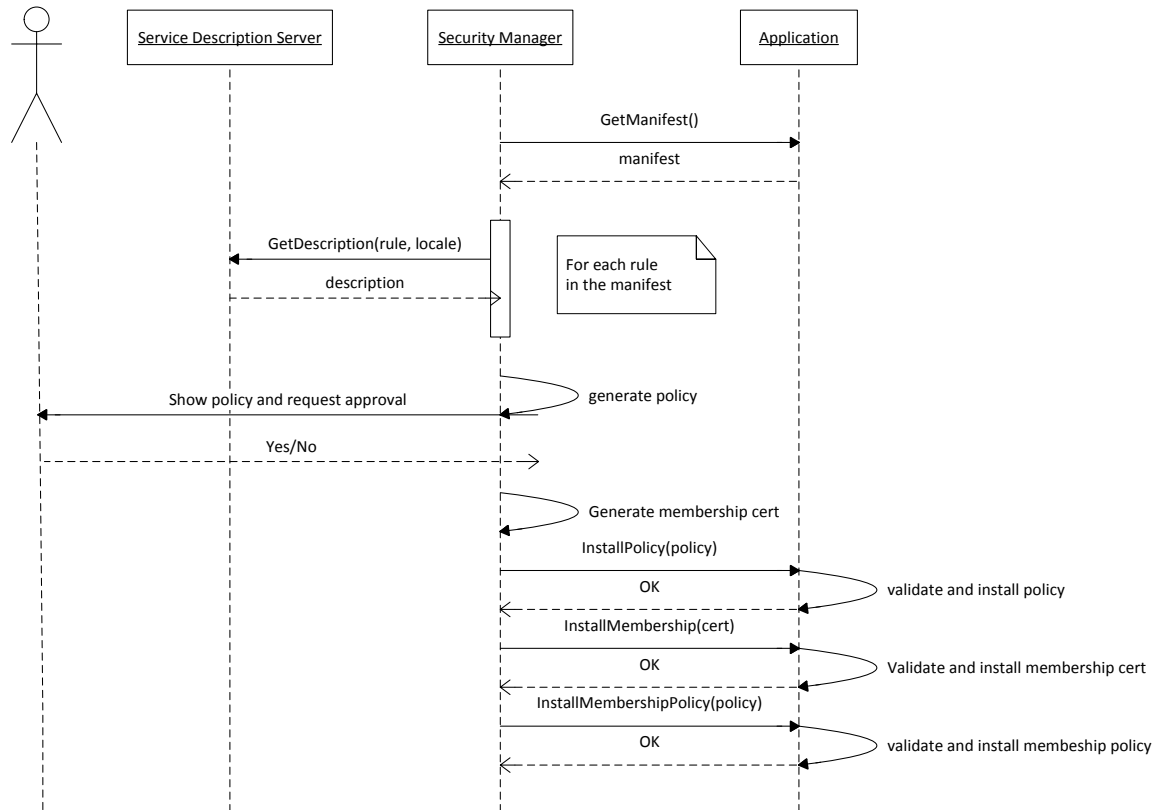 Service Description Server
Security Manager
Application
GetManifest()
manifest
GetDescription(rule, locale)
For each rule
in the manifest
description
generate policy
Show policy and request approval
Yes/No
Generate membership cert
InstallPolicy(policy)
OK
validate and install policy
InstallMembership(cert)
OK
Validate and install membership cert
InstallMembershipPolicy(policy)
OK
validate and install membeship policy